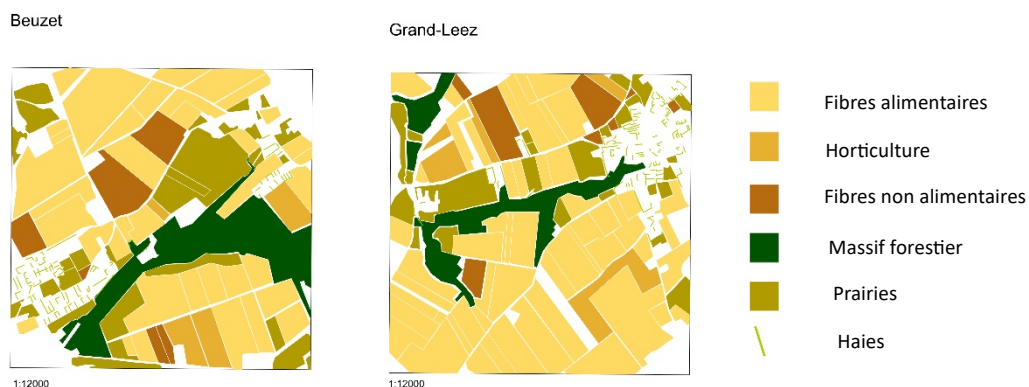 Beuzet
Grand-Leez
Fibres alimentaires
Horticulture
Fibres non alimentaires
Massif forestier
Prairies
Haies
1:12000
1:12000